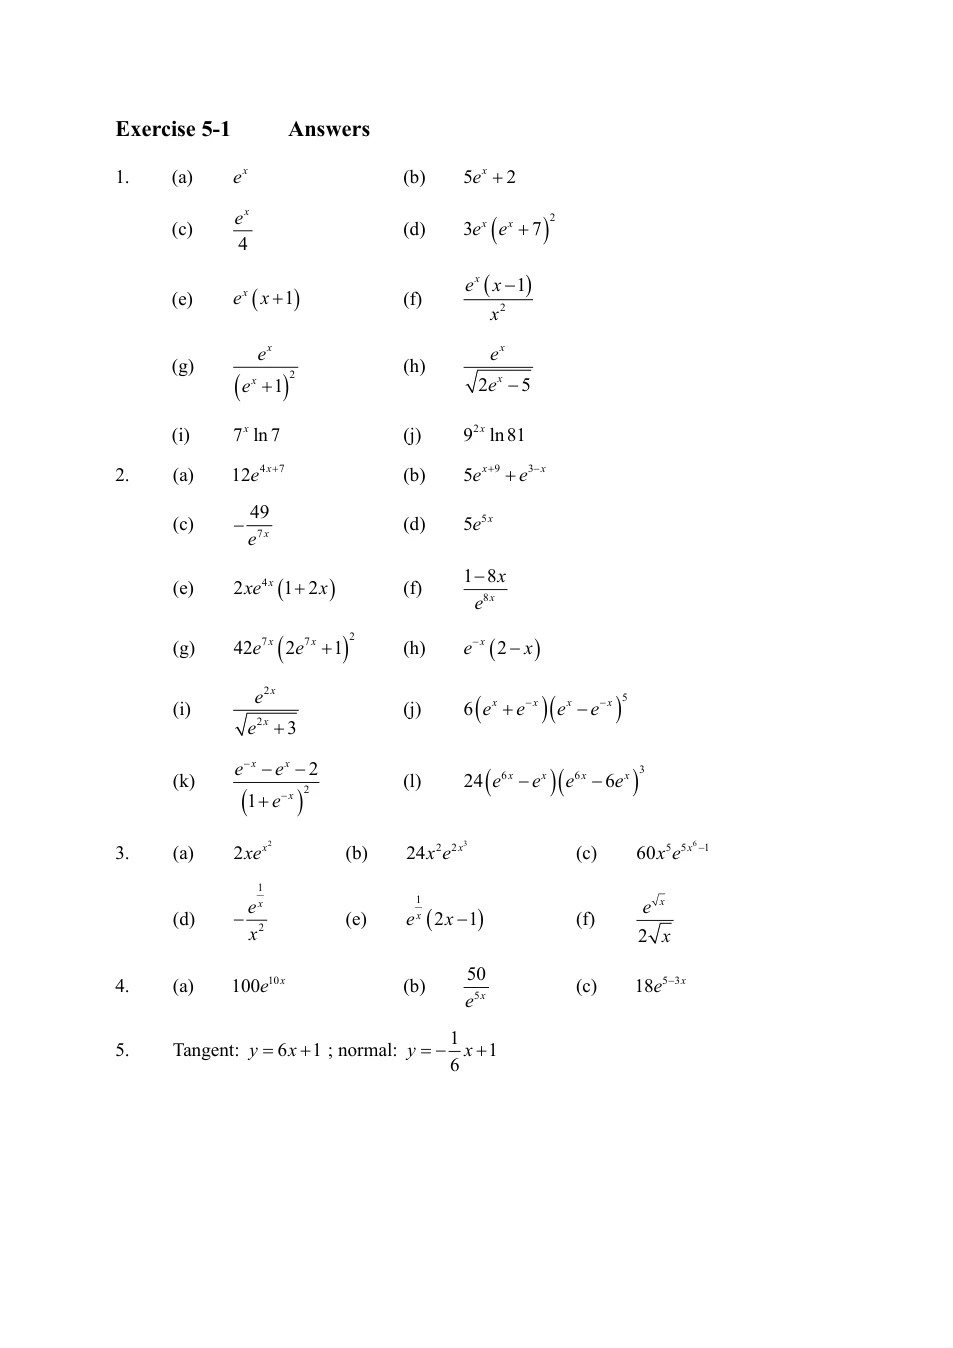 Exercise 5-1 Answers
1. (a) e^x (b) 5e^x + 2
(c) e^x/4 (d) 3e^x(e^x + 7)^2
(e) e^x(x + 1) (f) e^x(x − 1)/x^2
(g) e^x/(e^x + 1)^2 (h) e^x/√(2e^x − 5)
(i) 7^x ln 7 (j) 9^(2x) ln 81
2. (a) 12e^(4x+7) (b) 5e^(x+9) + e^(3−x)
(c) −49/e^(7x) (d) 5e^(5x)
(e) 2xe^(4x)(1 + 2x) (f) (1 − 8x)/e^(8x)
(g) 42e^(7x)(2e^(7x) + 1)^2 (h) e^(−x)(2 − x)
(i) e^(2x)/√(e^(2x) + 3) (j) 6(e^x + e^(−x))(e^x − e^(−x))^5
(k) (e^(−x) − e^x − 2)/(1 + e^(−x))^2 (l) 24(e^(6x) − e^x)(e^(6x) − 6e^x)^3
3. (a) 2xe^(x^2) (b) 24x^2e^(2x^3) (c) 60x^5e^(5x^6−1)
(d) −e^(1/x)/x^2 (e) e^(1/x)(2x − 1) (f) e^(√x)/(2√x)
4. (a) 100e^(10x) (b) 50/e^(5x) (c) 18e^(5−3x)
5. Tangent: y = 6x + 1 ; normal: y = −1/6 x + 1